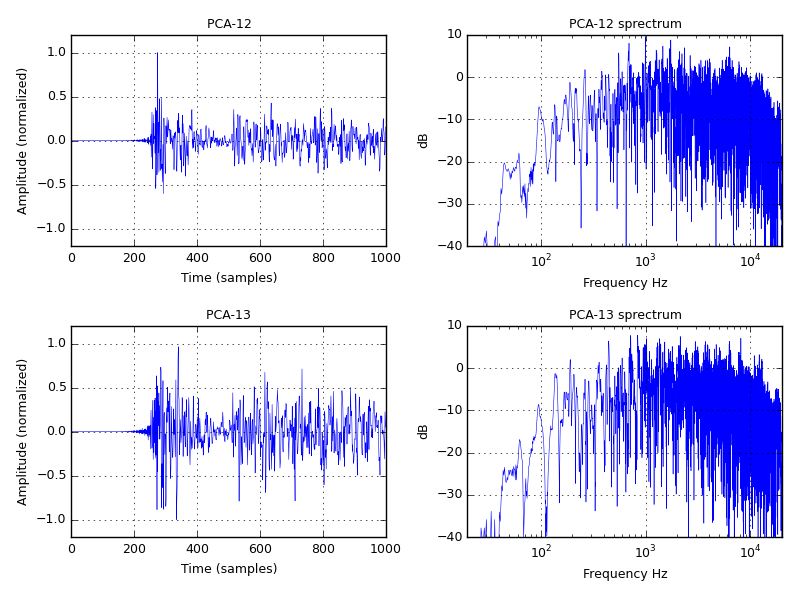 PCA-12
1.0
0.5
0.0
−0.5
−1.0
Amplitude (normalized)
0 200 400 600 800 1000
Time (samples)
PCA-12 sprectrum
10
0
−10
−20
−30
−40
dB
10² 10³ 10⁴
Frequency Hz
PCA-13
1.0
0.5
0.0
−0.5
−1.0
Amplitude (normalized)
0 200 400 600 800 1000
Time (samples)
PCA-13 sprectrum
10
0
−10
−20
−30
−40
dB
10² 10³ 10⁴
Frequency Hz